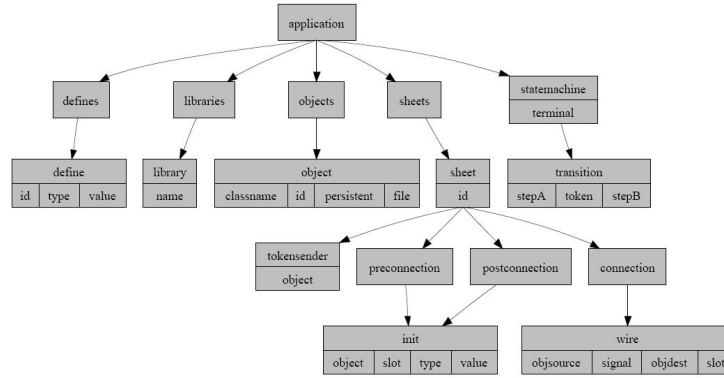 application
defines
libraries
objects
sheets
statemachine
terminal
define
id type value
library
name
object
classname id persistent file
sheet
id
transition
stepA token stepB
tokensender
object
preconnection
postconnection
connection
init
object slot type value
wire
objsource signal objdest slot